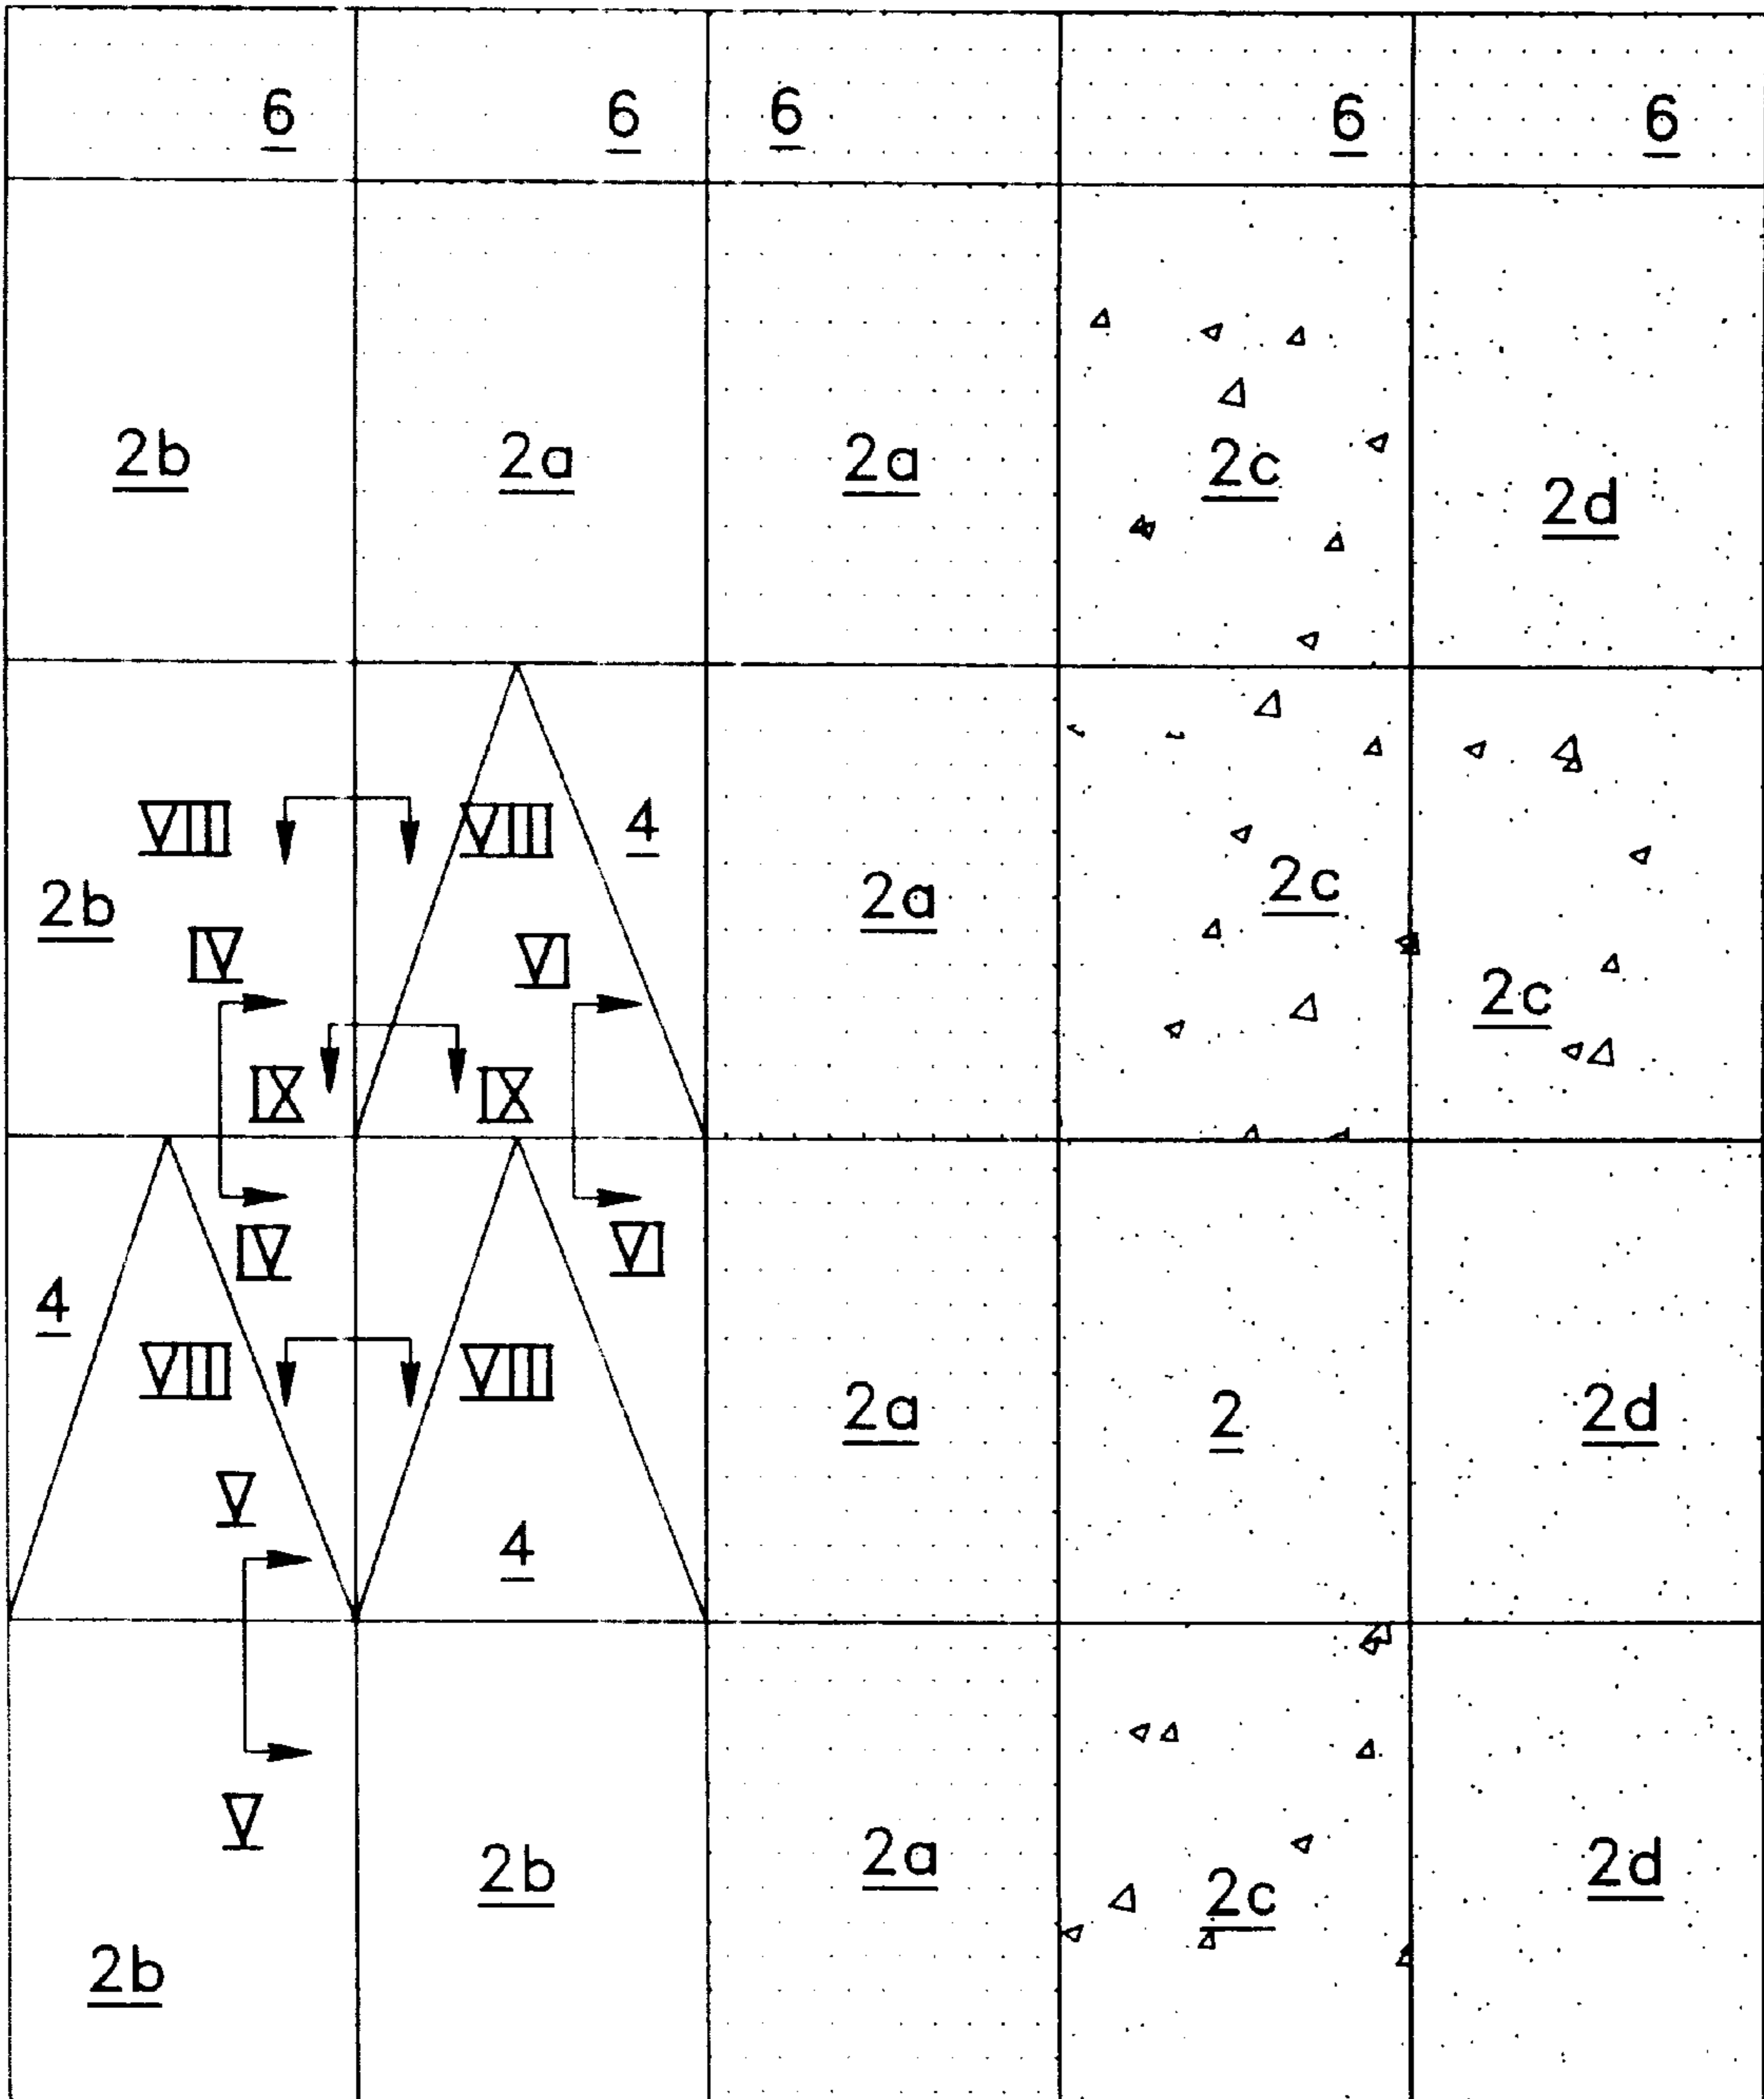 6 6 6 6 6
2b 2a 2a 2c 2d
VIII VIII 4
2b 2a 2c
IV VI 2c
IX IX
IV VI
4
VIII VIII 2a 2 2d
V 4
V 2b 2a 2c 2d
2b